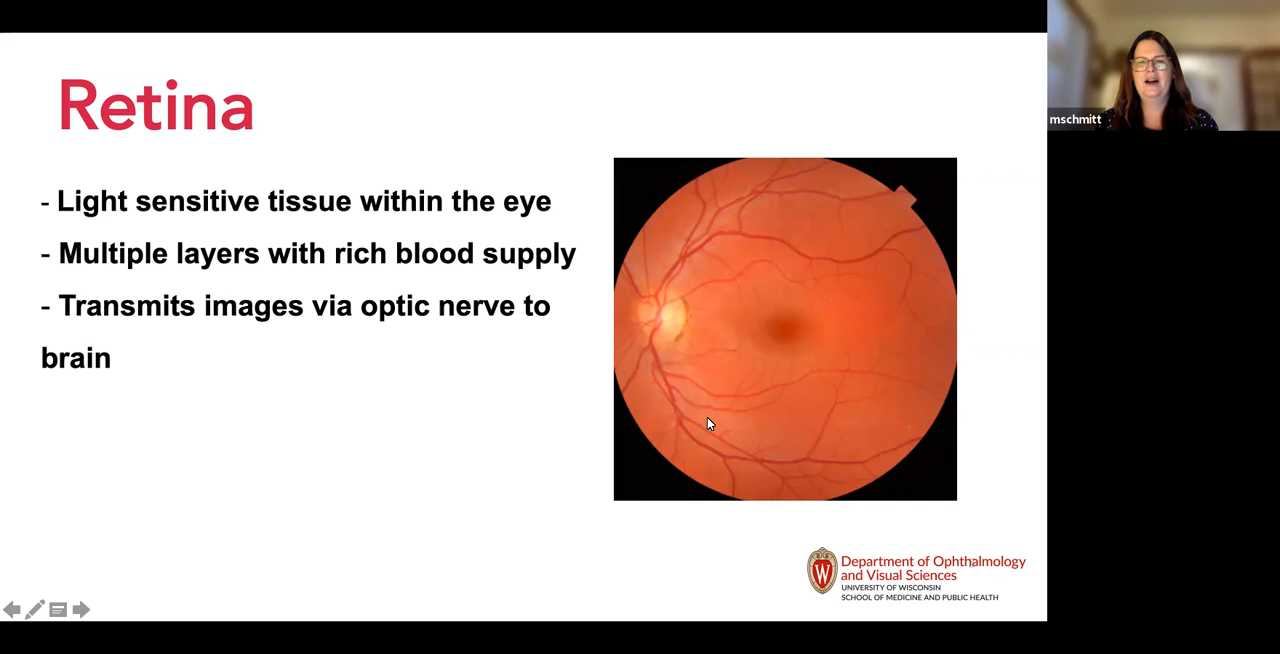 Retina
- Light sensitive tissue within the eye
- Multiple layers with rich blood supply
- Transmits images via optic nerve to
brain
mschmitt
W
Department of Ophthalmology
and Visual Sciences
UNIVERSITY OF WISCONSIN
SCHOOL OF MEDICINE AND PUBLIC HEALTH